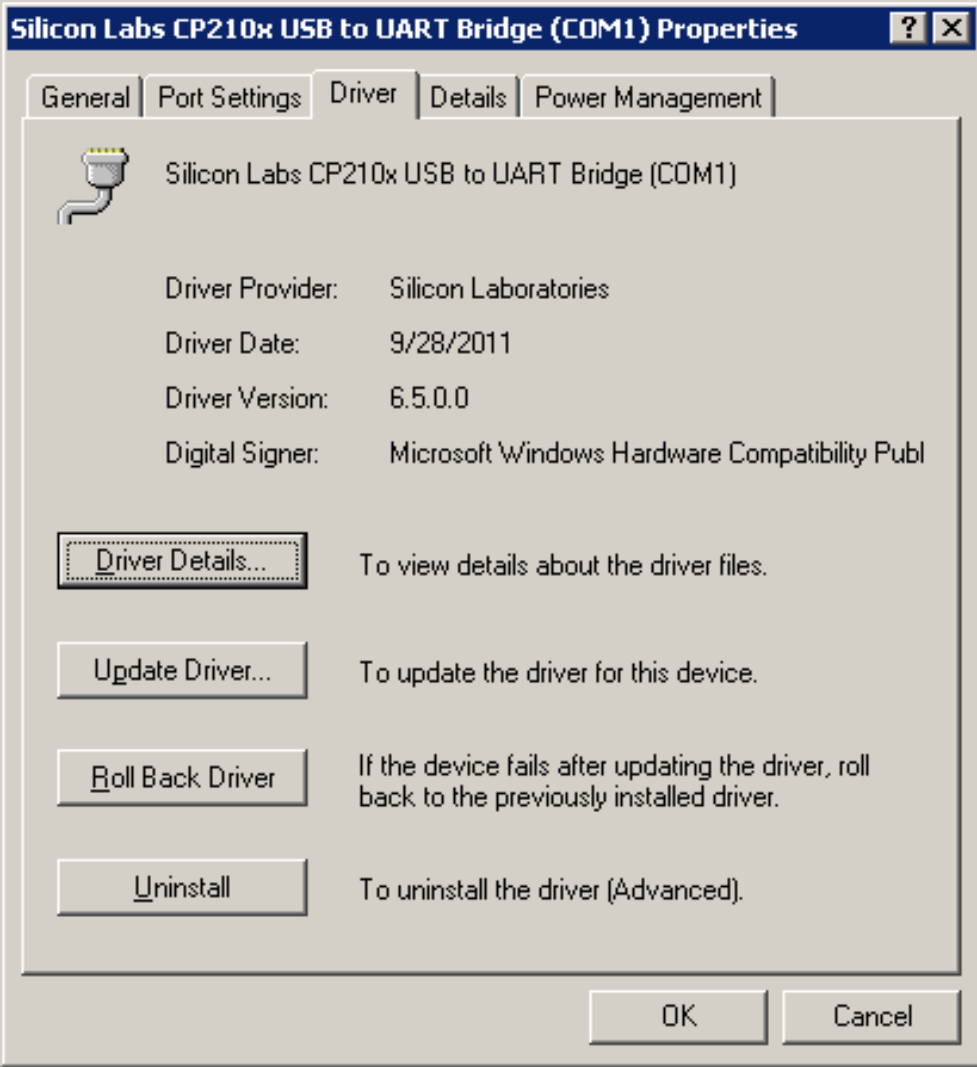 Silicon Labs CP210x USB to UART Bridge (COM1) Properties
General Port Settings Driver Details Power Management
Silicon Labs CP210x USB to UART Bridge (COM1)
Driver Provider: Silicon Laboratories
Driver Date: 9/28/2011
Driver Version: 6.5.0.0
Digital Signer: Microsoft Windows Hardware Compatibility Publ
Driver Details... To view details about the driver files.
Update Driver... To update the driver for this device.
Roll Back Driver If the device fails after updating the driver, roll
back to the previously installed driver.
Uninstall To uninstall the driver (Advanced).
OK Cancel